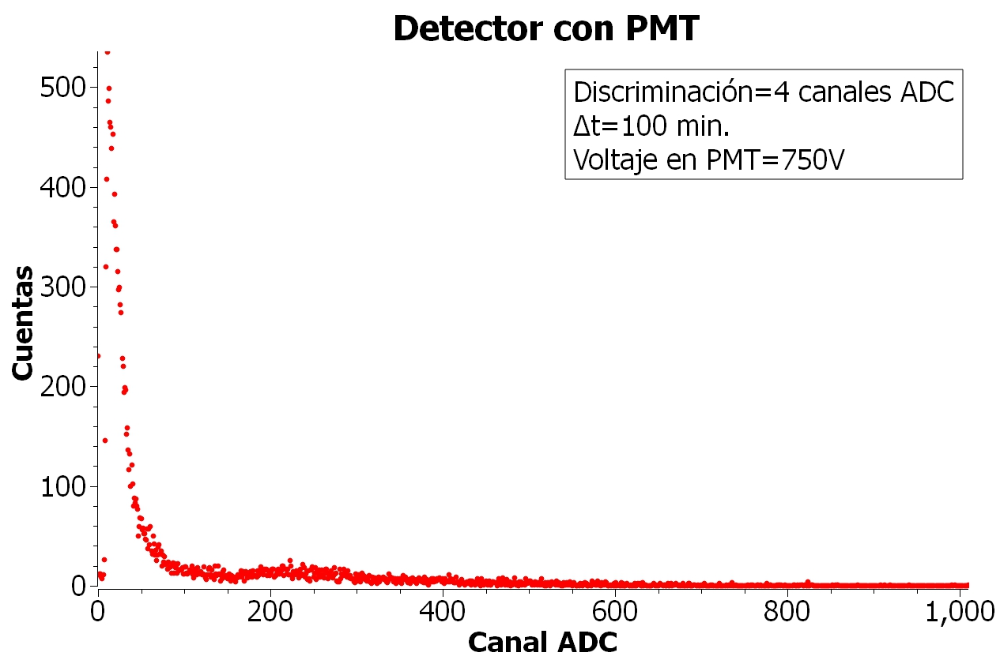 Detector con PMT
Discriminación=4 canales ADC
Δt=100 min.
Voltaje en PMT=750V
500
400
300
200
100
0
Cuentas
0 200 400 600 800 1,000
Canal ADC